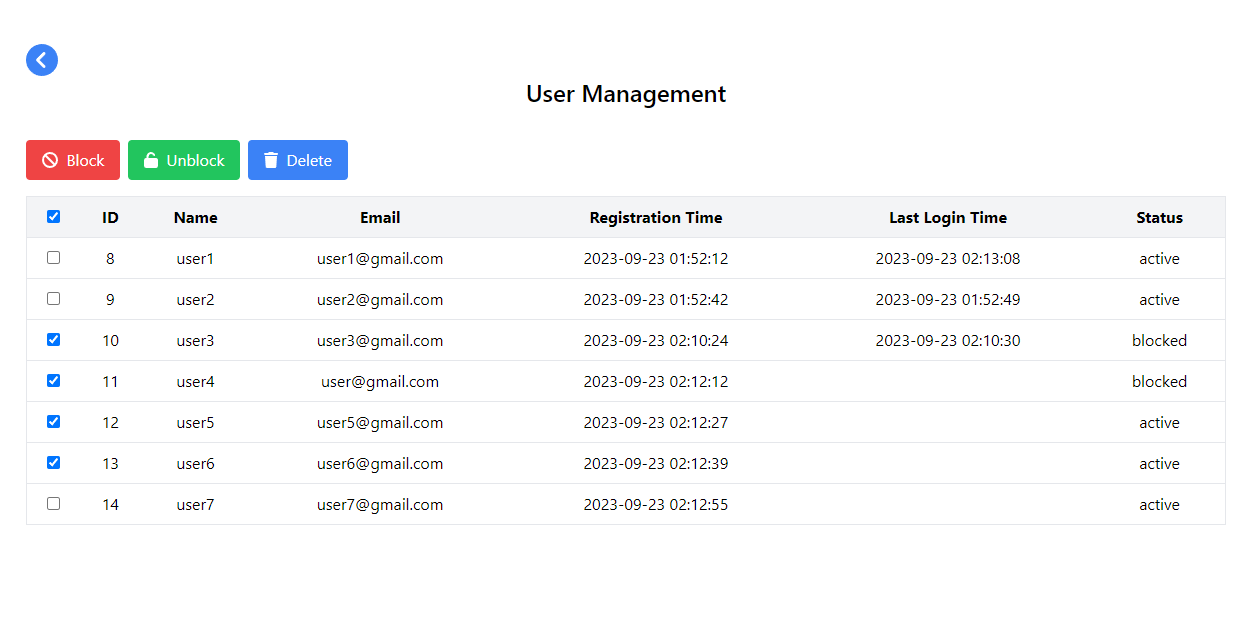 User Management
Block Unblock Delete
ID Name Email Registration Time Last Login Time Status
8 user1 user1@gmail.com 2023-09-23 01:52:12 2023-09-23 02:13:08 active
9 user2 user2@gmail.com 2023-09-23 01:52:42 2023-09-23 01:52:49 active
10 user3 user3@gmail.com 2023-09-23 02:10:24 2023-09-23 02:10:30 blocked
11 user4 user@gmail.com 2023-09-23 02:12:12 blocked
12 user5 user5@gmail.com 2023-09-23 02:12:27 active
13 user6 user6@gmail.com 2023-09-23 02:12:39 active
14 user7 user7@gmail.com 2023-09-23 02:12:55 active